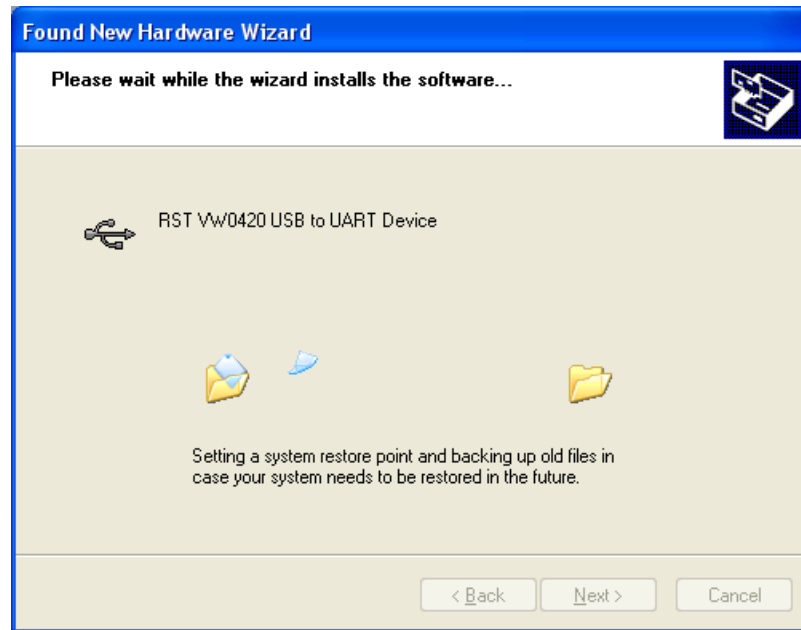 Found New Hardware Wizard
Please wait while the wizard installs the software...
RST VW0420 USB to UART Device
Setting a system restore point and backing up old files in
case your system needs to be restored in the future.
< Back
Next >
Cancel